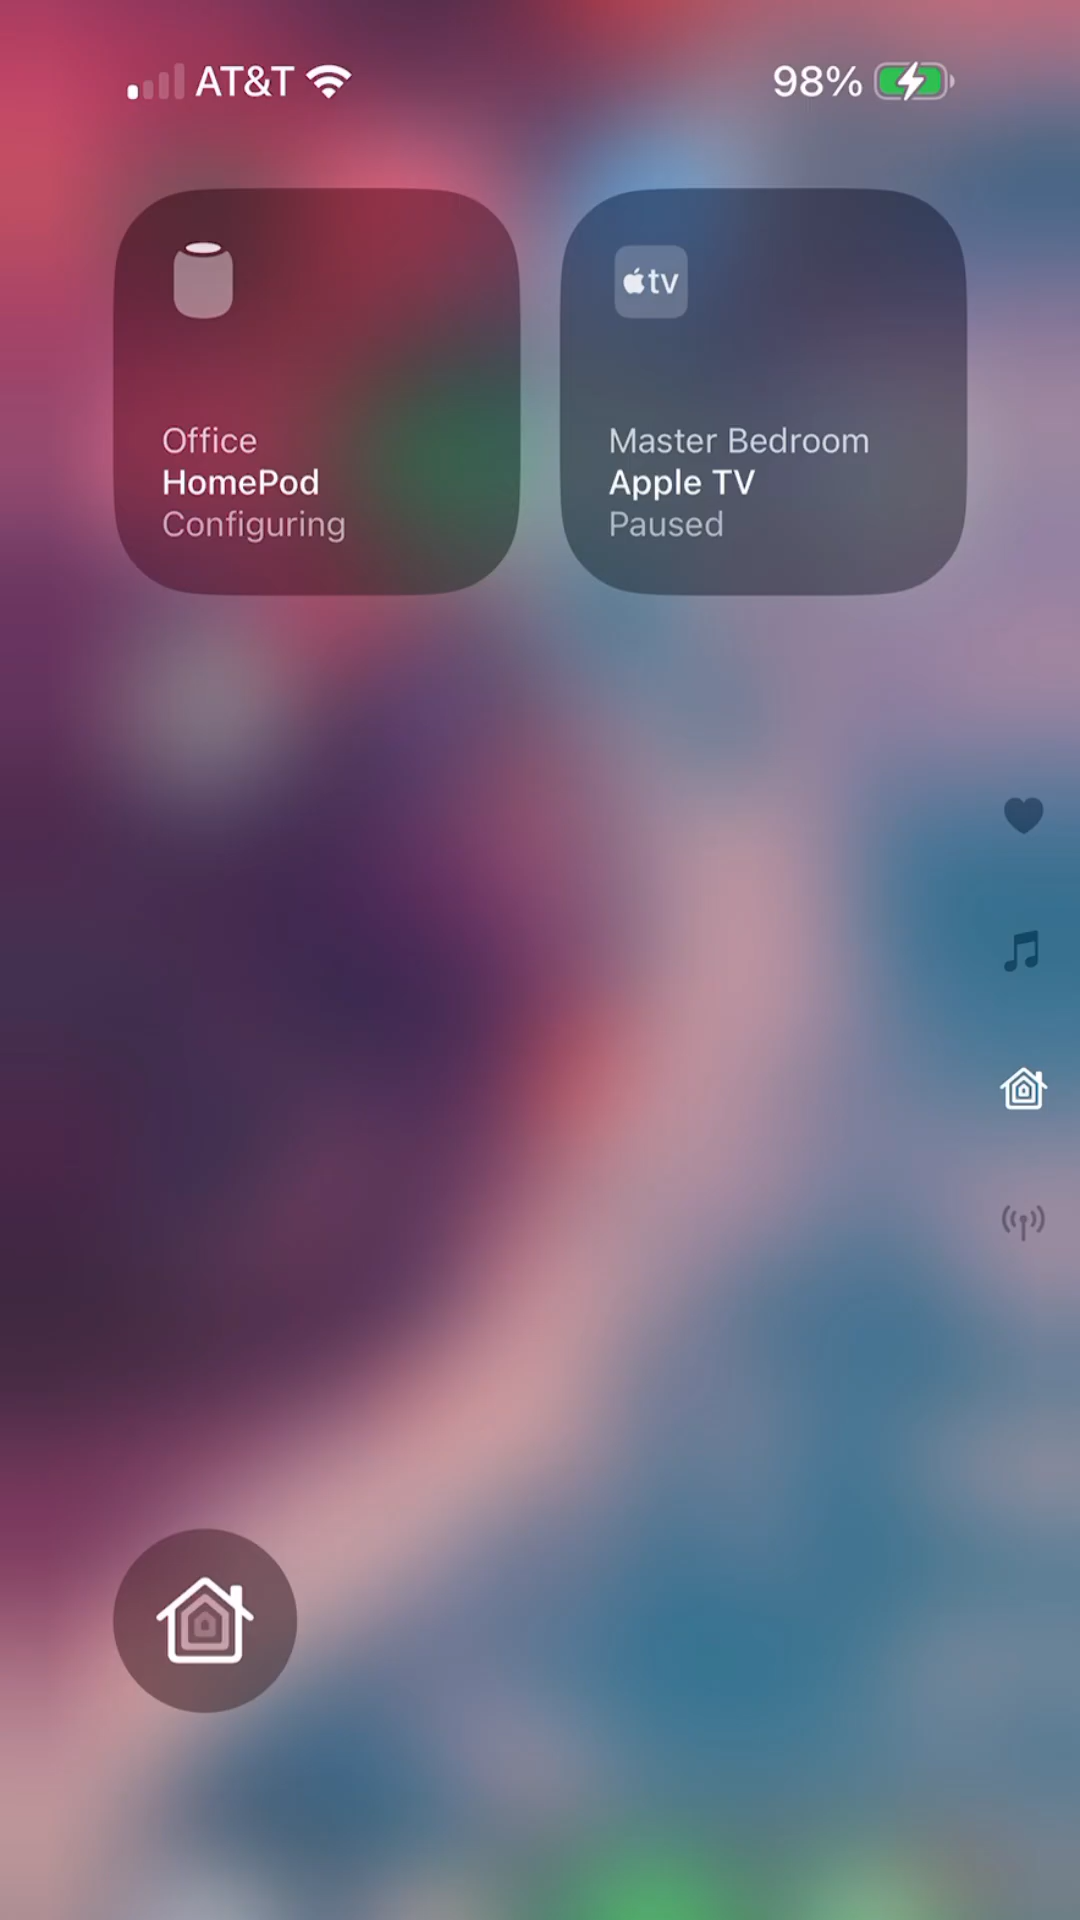 AT&T
98%
tv
Office
HomePod
Configuring
Master Bedroom
Apple TV
Paused